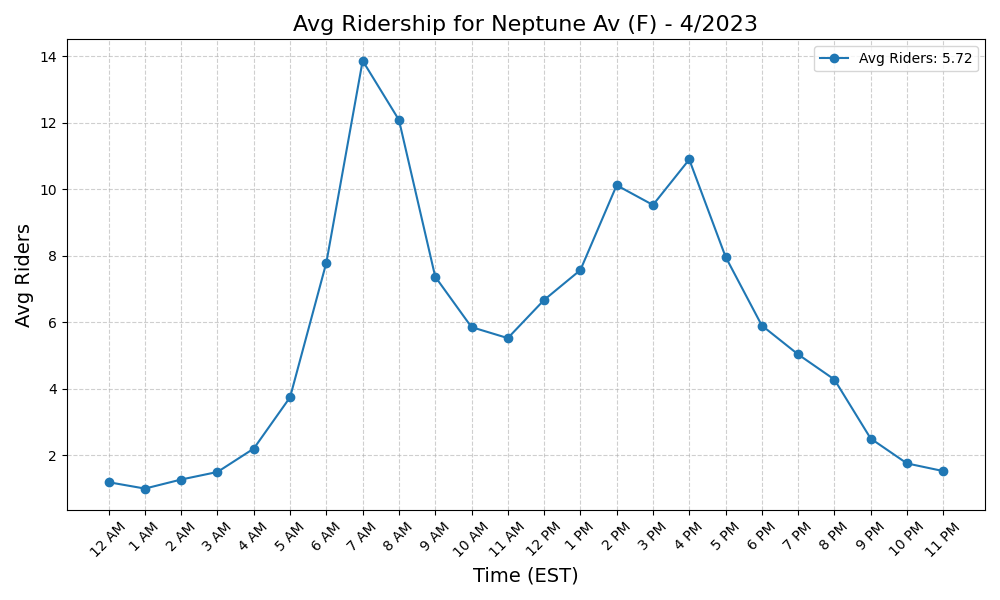 Avg Ridership for Neptune Av (F) - 4/2023
Avg Riders: 5.72
Avg Riders
14
12
10
8
6
4
2
12 AM
1 AM
2 AM
3 AM
4 AM
5 AM
6 AM
7 AM
8 AM
9 AM
10 AM
11 AM
12 PM
1 PM
2 PM
3 PM
4 PM
5 PM
6 PM
7 PM
8 PM
9 PM
10 PM
11 PM
Time (EST)